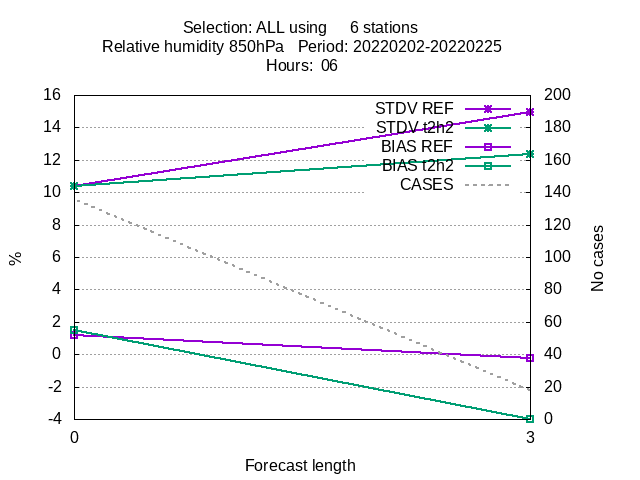 Selection: ALL using 6 stations
Relative humidity 850hPa Period: 20220202-20220225
Hours: 06
16 200
14 180
12 160
10 140
8 120
6 100
4 80
2 60
0 40
-2 20
-4 0
STDV REF
STDV t2h2
BIAS REF
BIAS t2h2
CASES
%
No cases
0 3
Forecast length